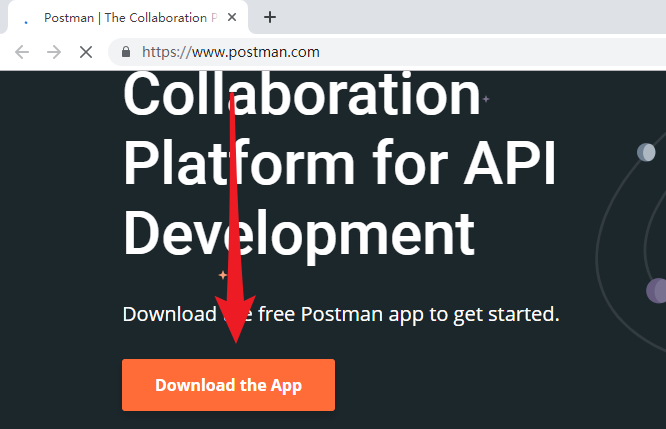 Postman | The Collaboration P
https://www.postman.com
Collaboration
Platform for API
Development
Download the free Postman app to get started.
Download the App